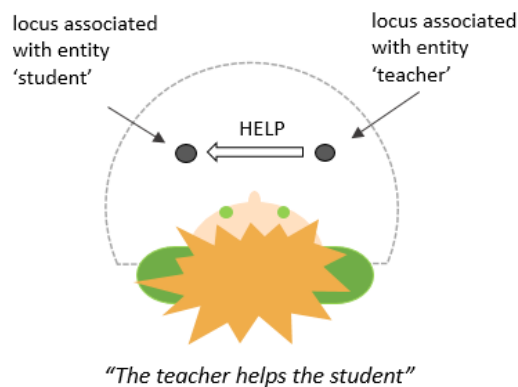 locus associated
with entity
‘student’
locus associated
with entity
‘teacher’
HELP
“The teacher helps the student”